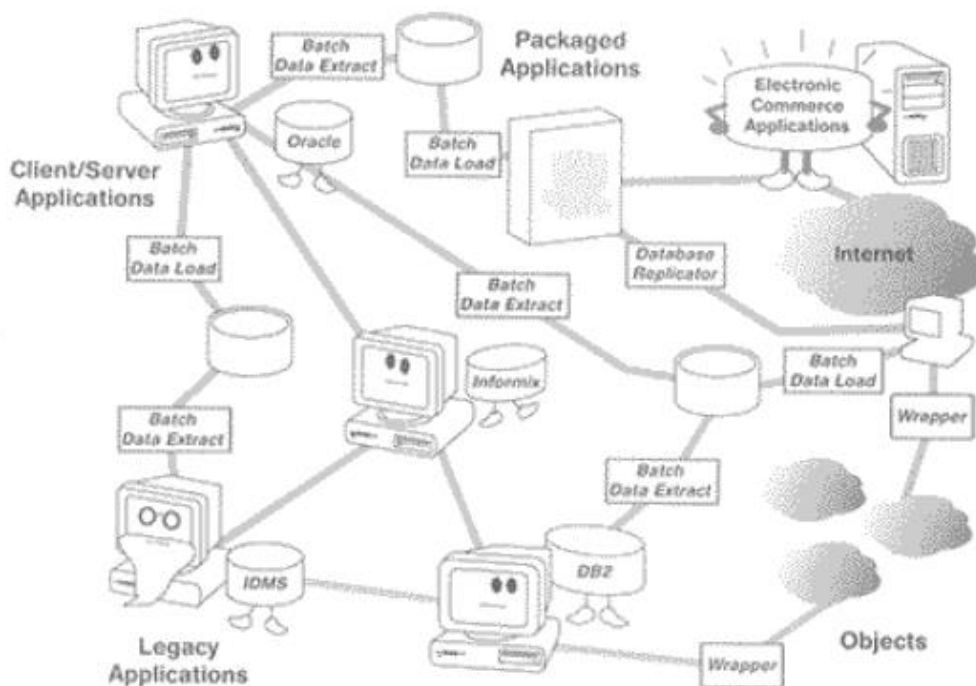 Batch
Data Extract
Packaged
Applications
Electronic
Commerce
Applications
Oracle
Batch
Data Load
Client/Server
Applications
Batch
Data Load
Database
Replicator
Internet
Batch
Data Extract
Informix
Batch
Data Load
Wrapper
Batch
Data Extract
Batch
Data Extract
IDMS
DB2
Legacy
Applications
Wrapper
Objects